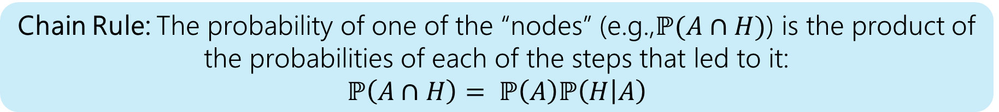 Chain Rule: The probability of one of the “nodes” (e.g.,ℙ(𝐴 ∩ 𝐻)) is the product of
the probabilities of each of the steps that led to it:
ℙ(𝐴 ∩ 𝐻) = ℙ(𝐴)ℙ(𝐻|𝐴)